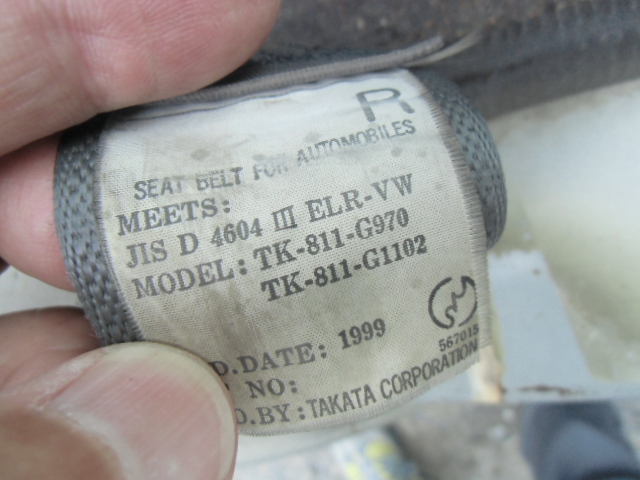 R
SEAT BELT FOR AUTOMOBILES
MEETS:
JIS D 4604 III ELR-VW
MODEL: TK-811-G970
TK-811-G1102
D.DATE: 1999
NO:
567015
D.BY: TAKATA CORPORATION